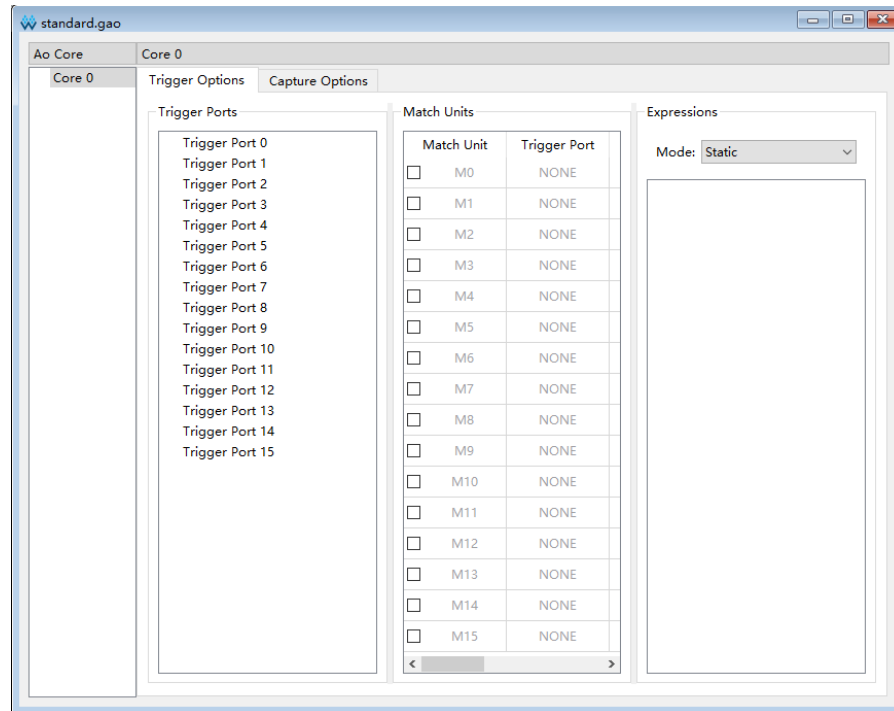 standard.gao
Ao Core
Core 0
Core 0
Trigger Options
Capture Options
Trigger Ports
Trigger Port 0
Trigger Port 1
Trigger Port 2
Trigger Port 3
Trigger Port 4
Trigger Port 5
Trigger Port 6
Trigger Port 7
Trigger Port 8
Trigger Port 9
Trigger Port 10
Trigger Port 11
Trigger Port 12
Trigger Port 13
Trigger Port 14
Trigger Port 15
Match Units
Match Unit Trigger Port
M0 NONE
M1 NONE
M2 NONE
M3 NONE
M4 NONE
M5 NONE
M6 NONE
M7 NONE
M8 NONE
M9 NONE
M10 NONE
M11 NONE
M12 NONE
M13 NONE
M14 NONE
M15 NONE
Expressions
Mode: Static